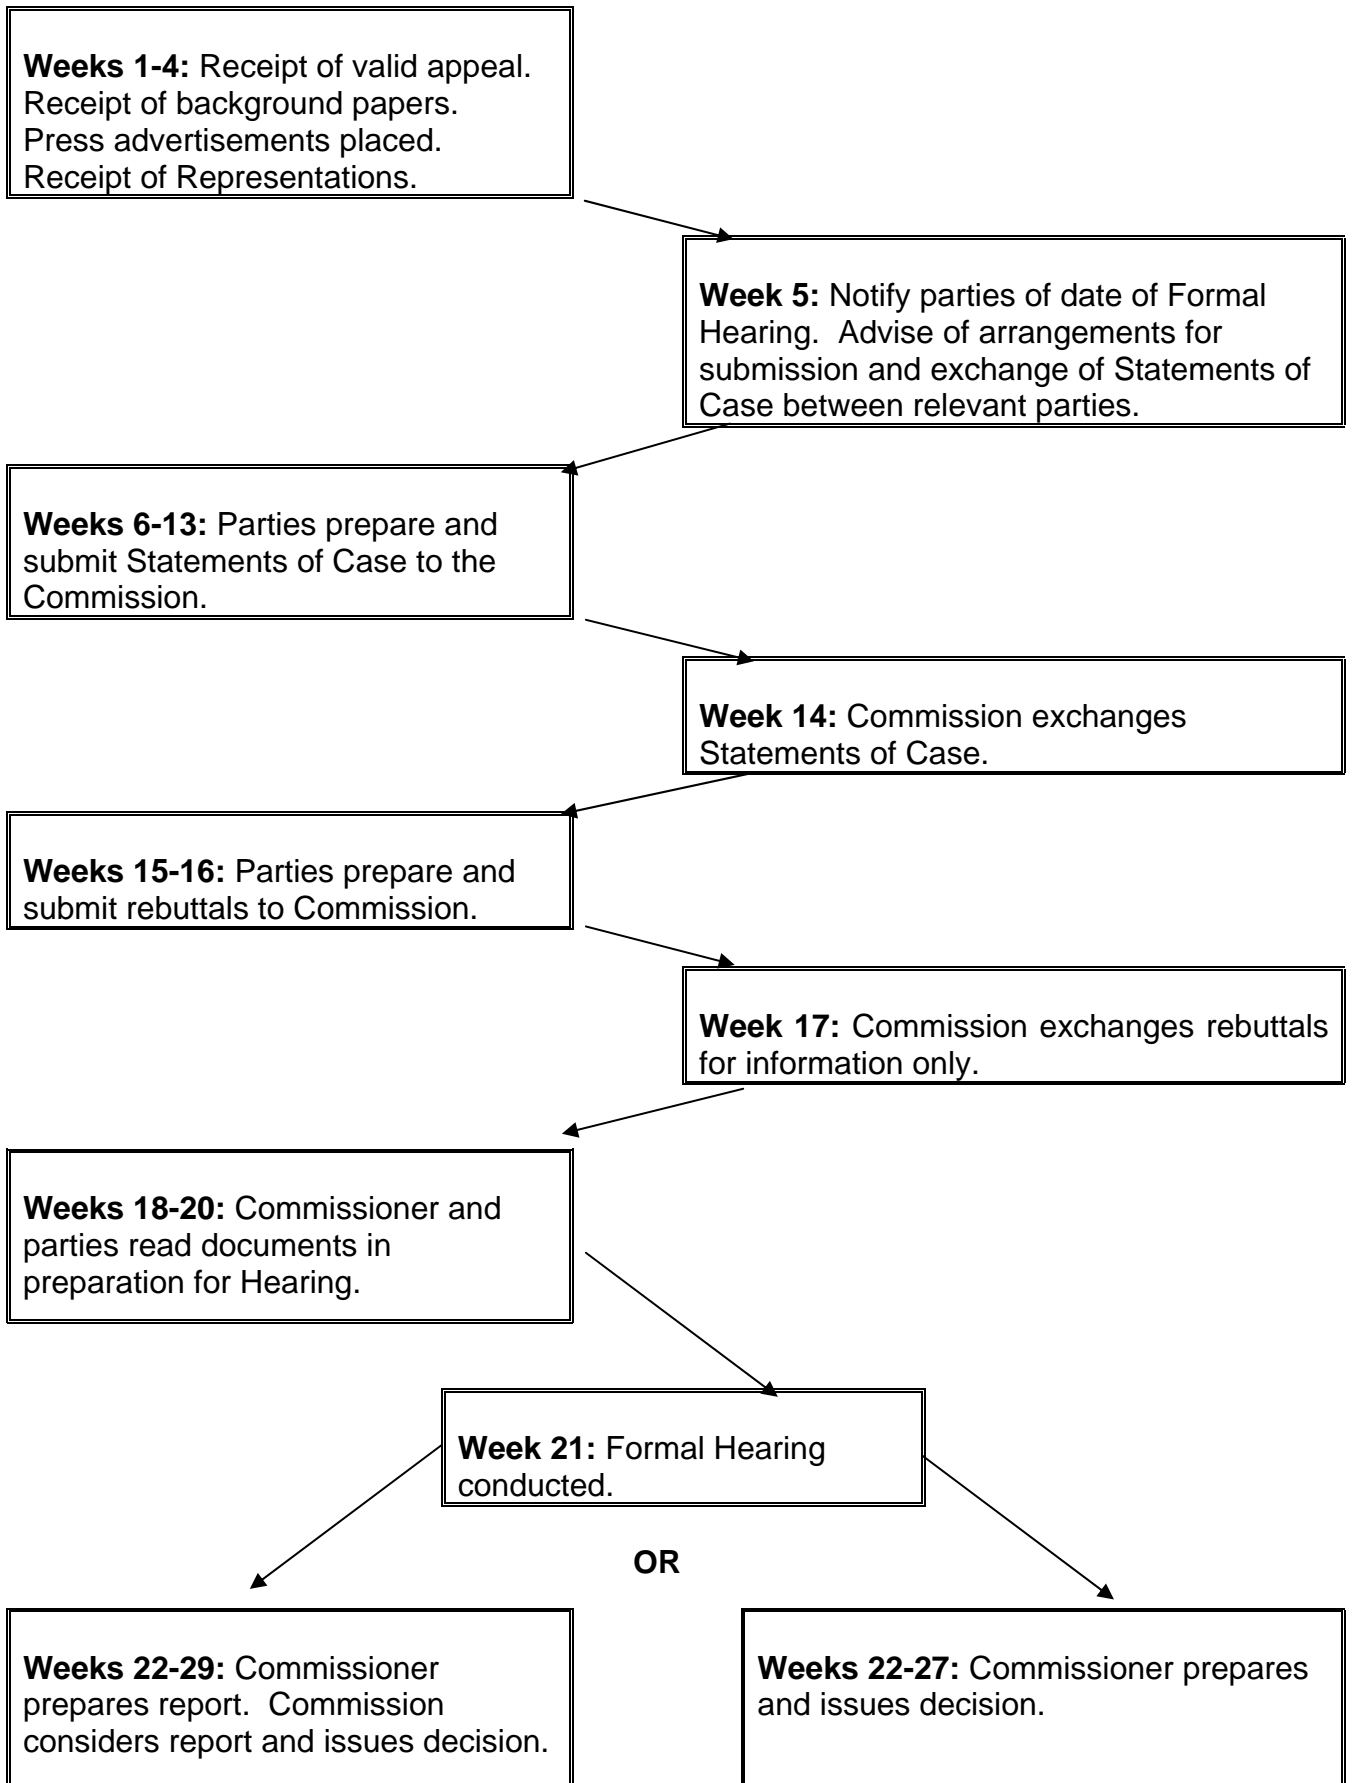 Weeks 1-4: Receipt of valid appeal.
Receipt of background papers.
Press advertisements placed.
Receipt of Representations.
Week 5: Notify parties of date of Formal
Hearing. Advise of arrangements for
submission and exchange of Statements of
Case between relevant parties.
Weeks 6-13: Parties prepare and
submit Statements of Case to the
Commission.
Week 14: Commission exchanges
Statements of Case.
Weeks 15-16: Parties prepare and
submit rebuttals to Commission.
Week 17: Commission exchanges rebuttals
for information only.
Weeks 18-20: Commissioner and
parties read documents in
preparation for Hearing.
Week 21: Formal Hearing
conducted.
OR
Weeks 22-29: Commissioner
prepares report. Commission
considers report and issues decision.
Weeks 22-27: Commissioner prepares
and issues decision.